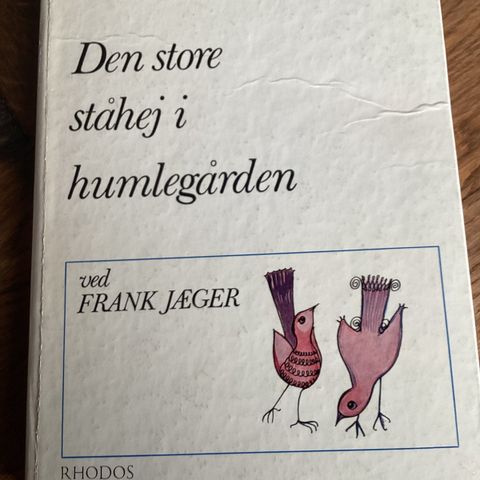 Den store
ståhej i
humlegården
ved
FRANK JÆGER
RHODOS